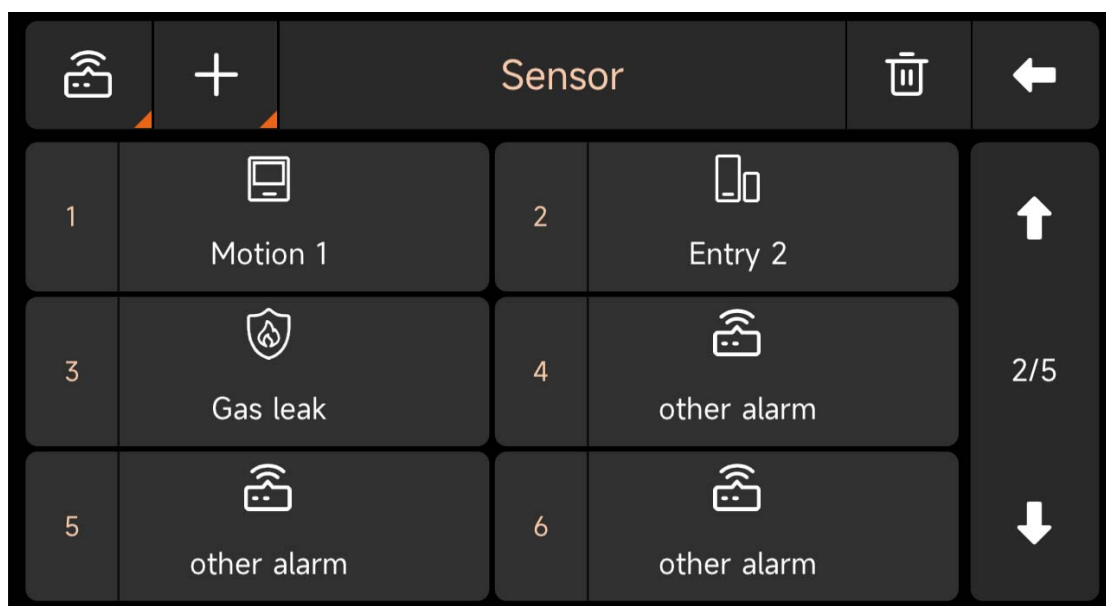 Sensor
1
Motion 1
2
Entry 2
3
Gas leak
4
other alarm
2/5
5
other alarm
6
other alarm